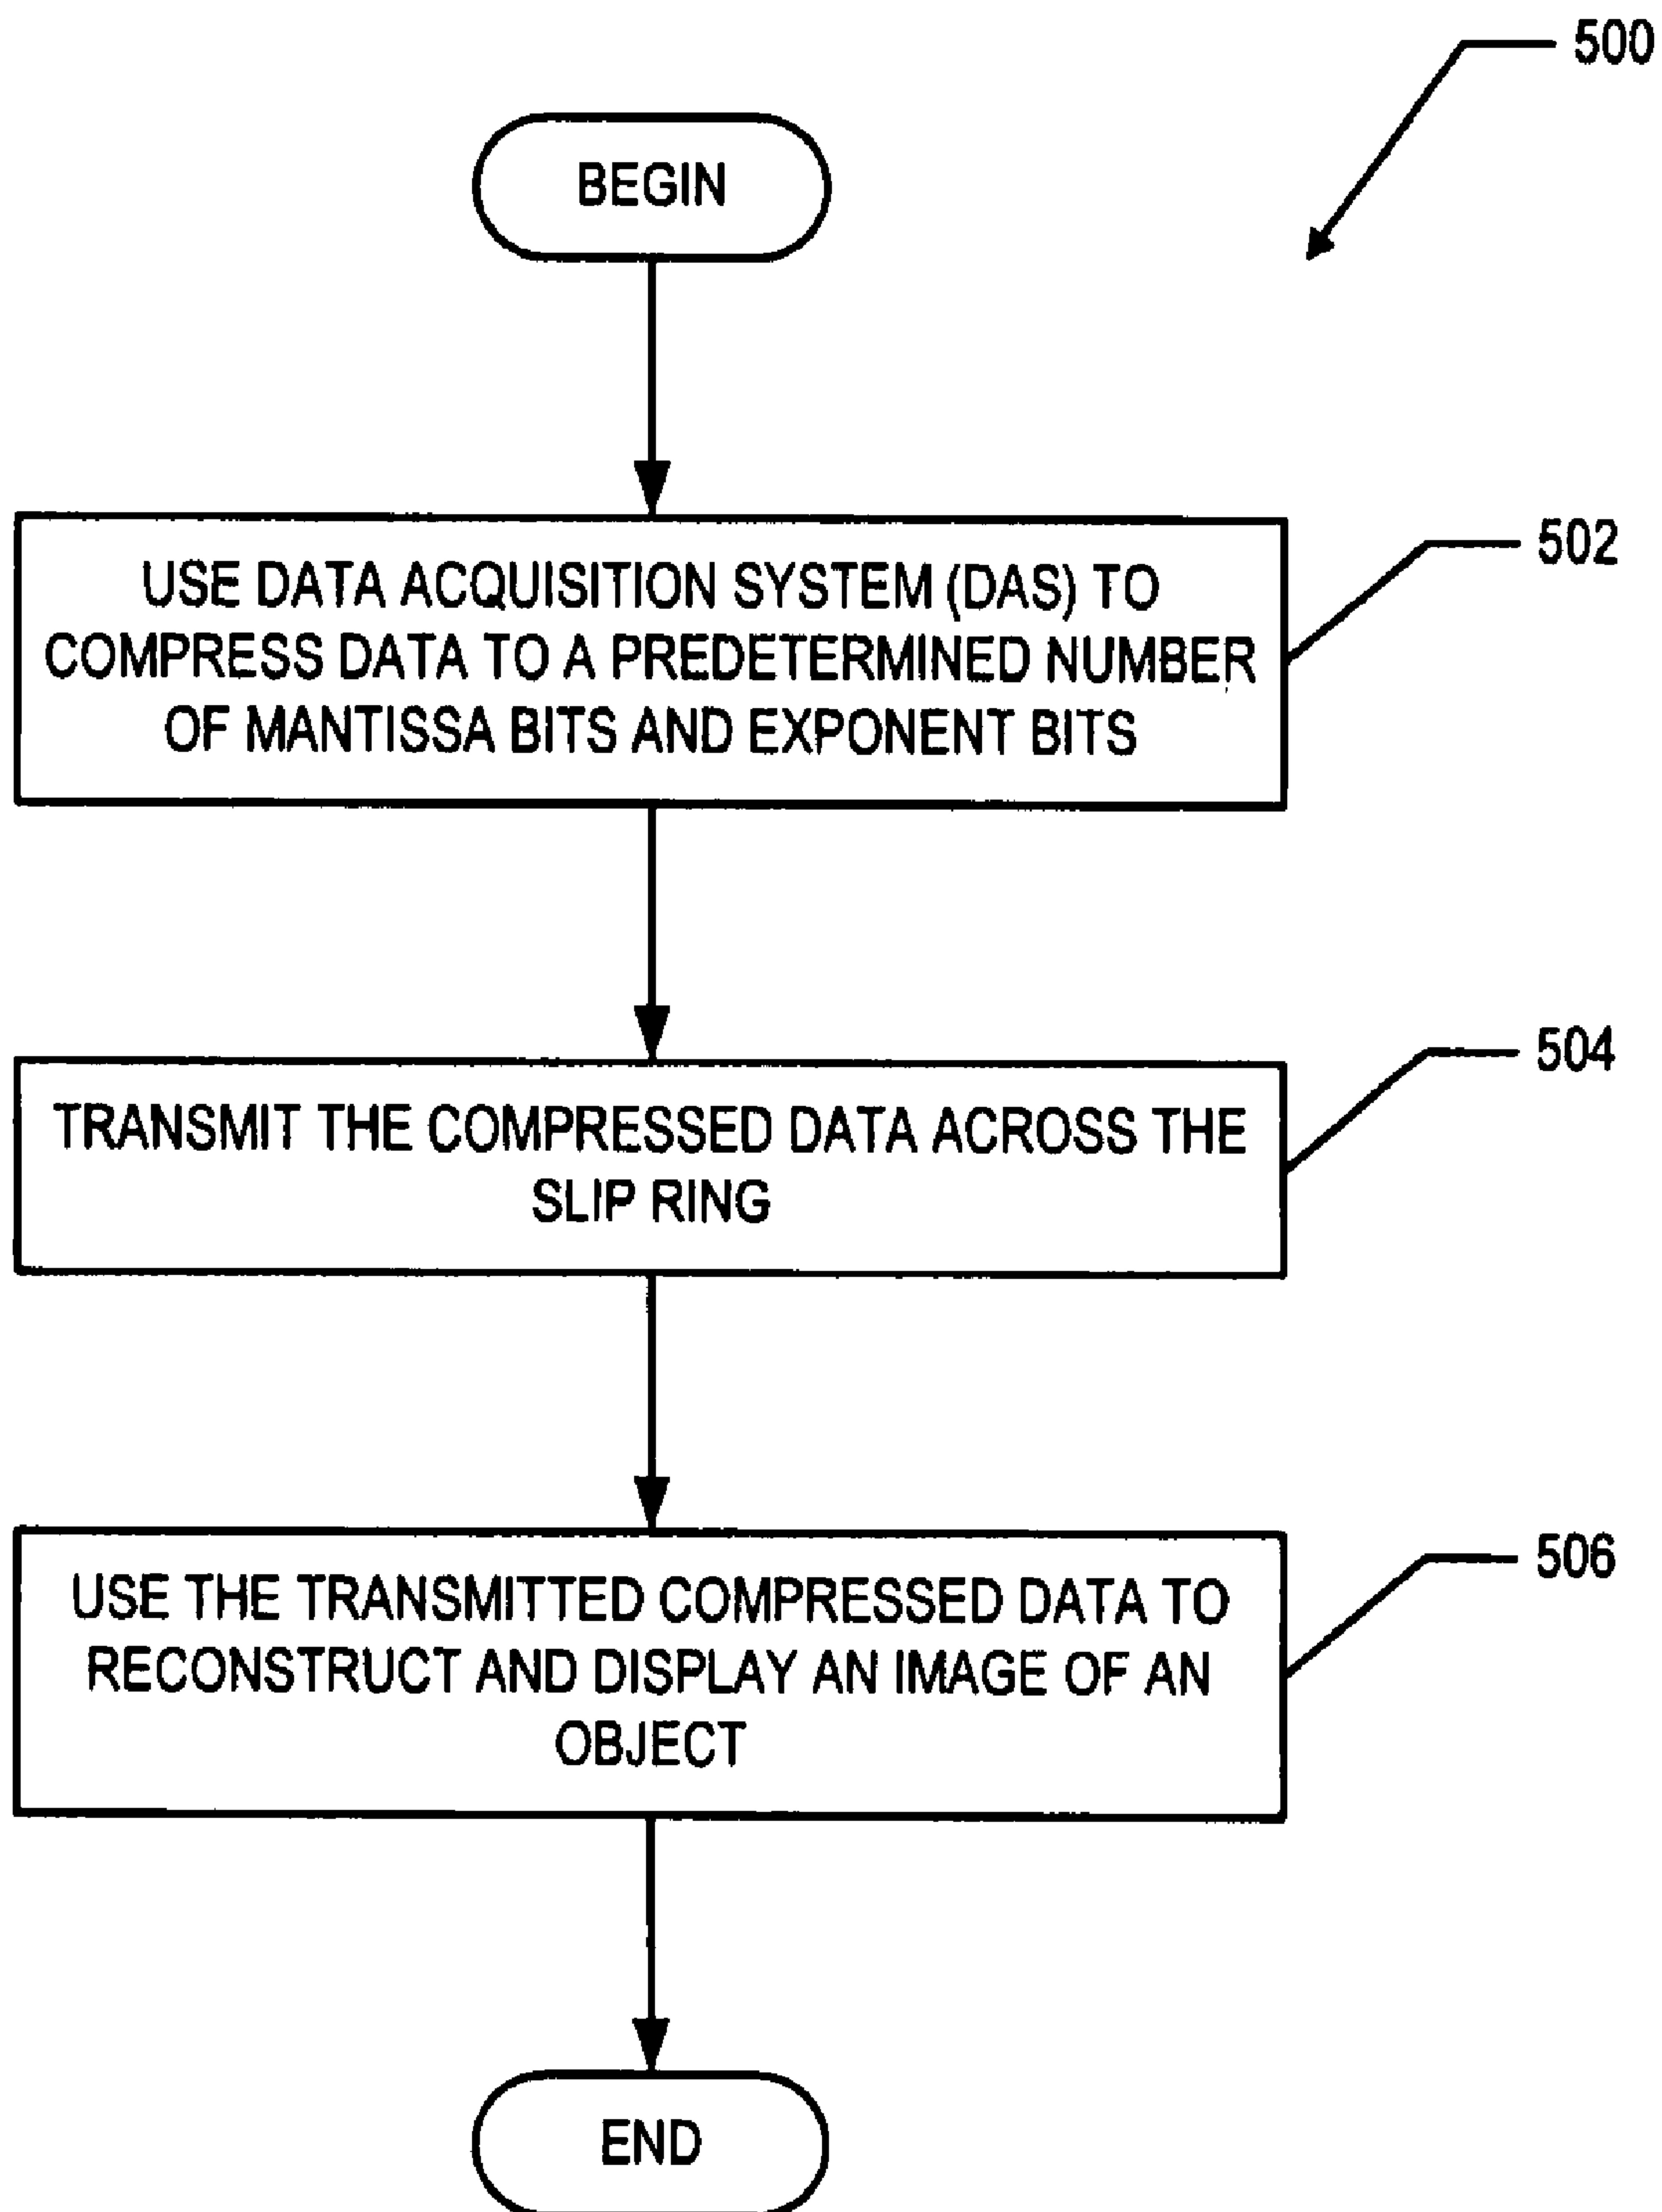 500
BEGIN
USE DATA ACQUISITION SYSTEM (DAS) TO
COMPRESS DATA TO A PREDETERMINED NUMBER
OF MANTISSA BITS AND EXPONENT BITS
502
TRANSMIT THE COMPRESSED DATA ACROSS THE
SLIP RING
504
USE THE TRANSMITTED COMPRESSED DATA TO
RECONSTRUCT AND DISPLAY AN IMAGE OF AN
OBJECT
506
END